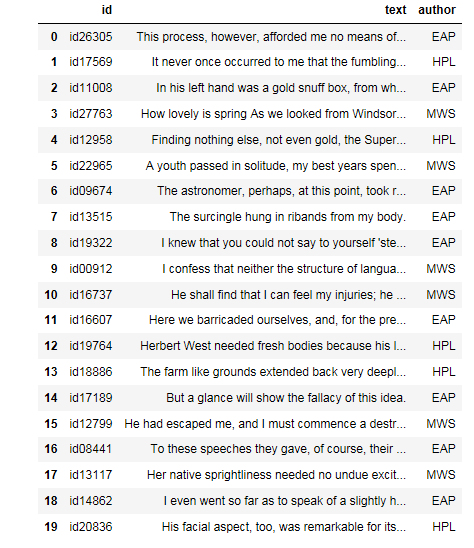 id text author
0 id26305 This process, however, afforded me no means of... EAP
1 id17569 It never once occurred to me that the fumbling... HPL
2 id11008 In his left hand was a gold snuff box, from wh... EAP
3 id27763 How lovely is spring As we looked from Windsor... MWS
4 id12958 Finding nothing else, not even gold, the Super... HPL
5 id22965 A youth passed in solitude, my best years spen... MWS
6 id09674 The astronomer, perhaps, at this point, took r... EAP
7 id13515 The surcingle hung in ribands from my body. EAP
8 id19322 I knew that you could not say to yourself 'ste... EAP
9 id00912 I confess that neither the structure of langua... MWS
10 id16737 He shall find that I can feel my injuries; he ... MWS
11 id16607 Here we barricaded ourselves, and, for the pre... EAP
12 id19764 Herbert West needed fresh bodies because his l... HPL
13 id18886 The farm like grounds extended back very deepl... HPL
14 id17189 But a glance will show the fallacy of this idea. EAP
15 id12799 He had escaped me, and I must commence a destr... MWS
16 id08441 To these speeches they gave, of course, their ... EAP
17 id13117 Her native sprightliness needed no undue excit... MWS
18 id14862 I even went so far as to speak of a slightly h... EAP
19 id20836 His facial aspect, too, was remarkable for its... HPL